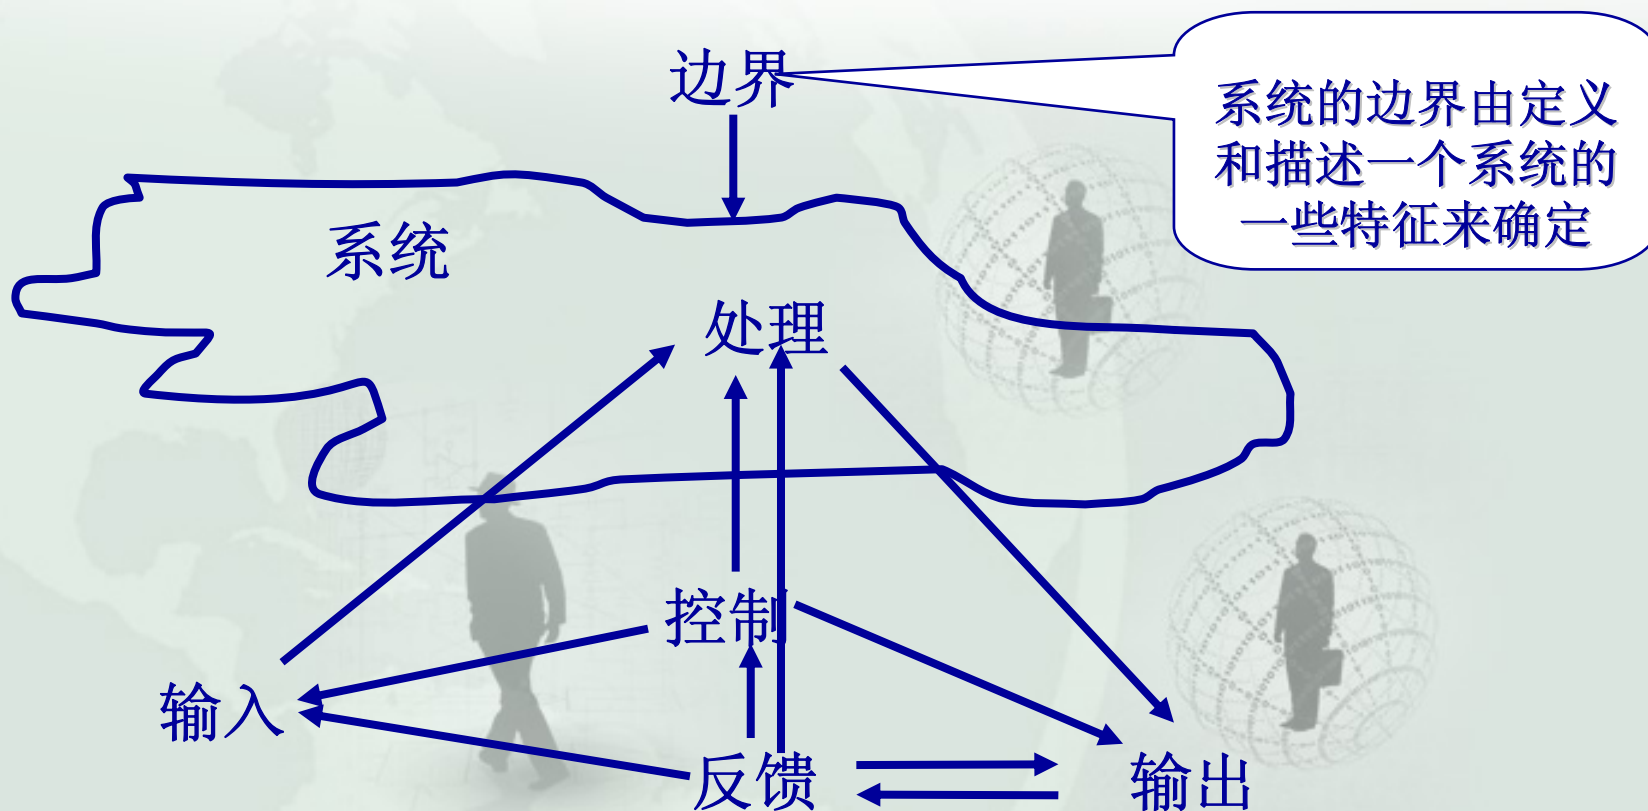 边界
系统的边界由定义
和描述一个系统的
一些特征来确定
系统
处理
控制
输入
反馈
输出